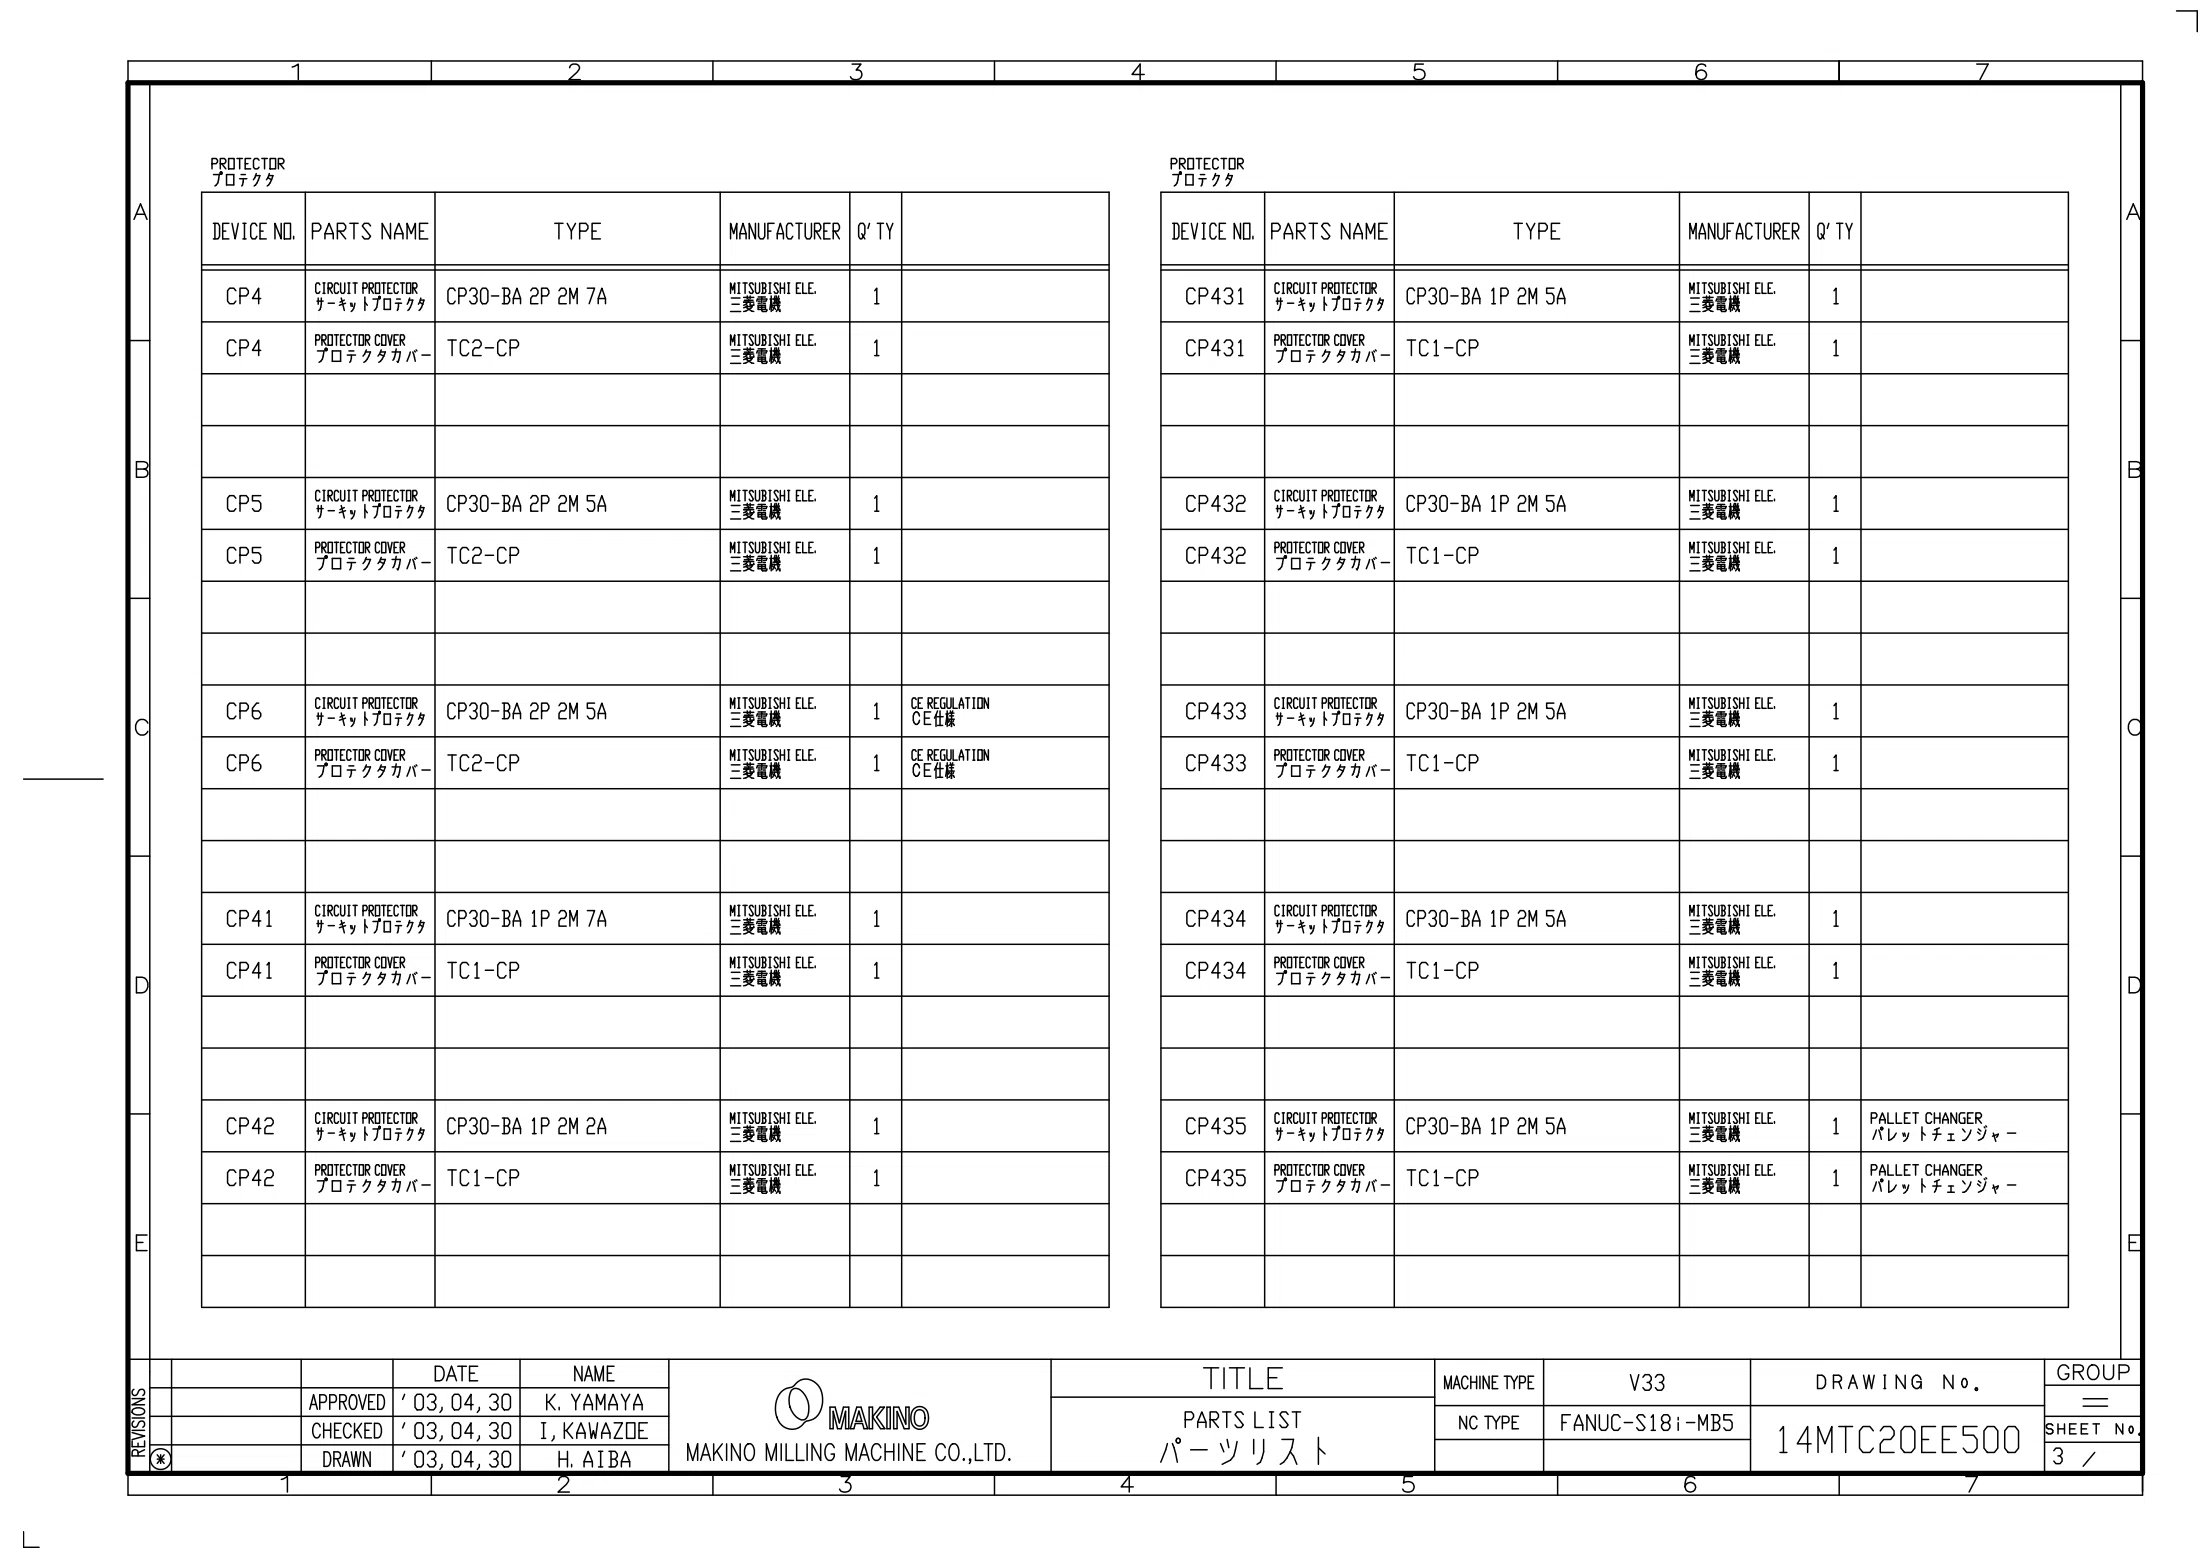 1 2 3 4 5 6 7
PROTECTOR
プロテクタ
DEVICE NO. PARTS NAME TYPE MANUFACTURER Q'TY
CP4 CIRCUIT PROTECTOR CP30-BA 2P 2M 7A MITSUBISHI ELE. 1
サーキットプロテクタ 三菱電機
CP4 PROTECTOR COVER TC2-CP MITSUBISHI ELE. 1
プロテクタカバー 三菱電機
CP5 CIRCUIT PROTECTOR CP30-BA 2P 2M 5A MITSUBISHI ELE. 1
サーキットプロテクタ 三菱電機
CP5 PROTECTOR COVER TC2-CP MITSUBISHI ELE. 1
プロテクタカバー 三菱電機
CP6 CIRCUIT PROTECTOR CP30-BA 2P 2M 5A MITSUBISHI ELE. 1 CE REGULATION
サーキットプロテクタ 三菱電機 CE仕様
CP6 PROTECTOR COVER TC2-CP MITSUBISHI ELE. 1 CE REGULATION
プロテクタカバー 三菱電機 CE仕様
CP41 CIRCUIT PROTECTOR CP30-BA 1P 2M 7A MITSUBISHI ELE. 1
サーキットプロテクタ 三菱電機
CP41 PROTECTOR COVER TC1-CP MITSUBISHI ELE. 1
プロテクタカバー 三菱電機
CP42 CIRCUIT PROTECTOR CP30-BA 1P 2M 2A MITSUBISHI ELE. 1
サーキットプロテクタ 三菱電機
CP42 PROTECTOR COVER TC1-CP MITSUBISHI ELE. 1
プロテクタカバー 三菱電機
PROTECTOR
プロテクタ
DEVICE NO. PARTS NAME TYPE MANUFACTURER Q'TY
CP431 CIRCUIT PROTECTOR CP30-BA 1P 2M 5A MITSUBISHI ELE. 1
サーキットプロテクタ 三菱電機
CP431 PROTECTOR COVER TC1-CP MITSUBISHI ELE. 1
プロテクタカバー 三菱電機
CP432 CIRCUIT PROTECTOR CP30-BA 1P 2M 5A MITSUBISHI ELE. 1
サーキットプロテクタ 三菱電機
CP432 PROTECTOR COVER TC1-CP MITSUBISHI ELE. 1
プロテクタカバー 三菱電機
CP433 CIRCUIT PROTECTOR CP30-BA 1P 2M 5A MITSUBISHI ELE. 1
サーキットプロテクタ 三菱電機
CP433 PROTECTOR COVER TC1-CP MITSUBISHI ELE. 1
プロテクタカバー 三菱電機
CP434 CIRCUIT PROTECTOR CP30-BA 1P 2M 5A MITSUBISHI ELE. 1
サーキットプロテクタ 三菱電機
CP434 PROTECTOR COVER TC1-CP MITSUBISHI ELE. 1
プロテクタカバー 三菱電機
CP435 CIRCUIT PROTECTOR CP30-BA 1P 2M 5A MITSUBISHI ELE. 1 PALLET CHANGER
サーキットプロテクタ 三菱電機 パレットチェンジャー
CP435 PROTECTOR COVER TC1-CP MITSUBISHI ELE. 1 PALLET CHANGER
プロテクタカバー 三菱電機 パレットチェンジャー
A A
B B
C C
D D
E E
REVISIONS
*
DATE NAME
APPROVED '03,04,30 K. YAMAYA
CHECKED '03,04,30 I,KAWAZOE
DRAWN '03,04,30 H. AIBA
MAKINO
MAKINO MILLING MACHINE CO.,LTD.
TITLE
PARTS LIST
パーツリスト
MACHINE TYPE V33
NC TYPE FANUC-S18i-MB5
DRAWING No.
14MTC20EE500
GROUP
=
SHEET No.
3 /
1 2 3 4 5 6 7